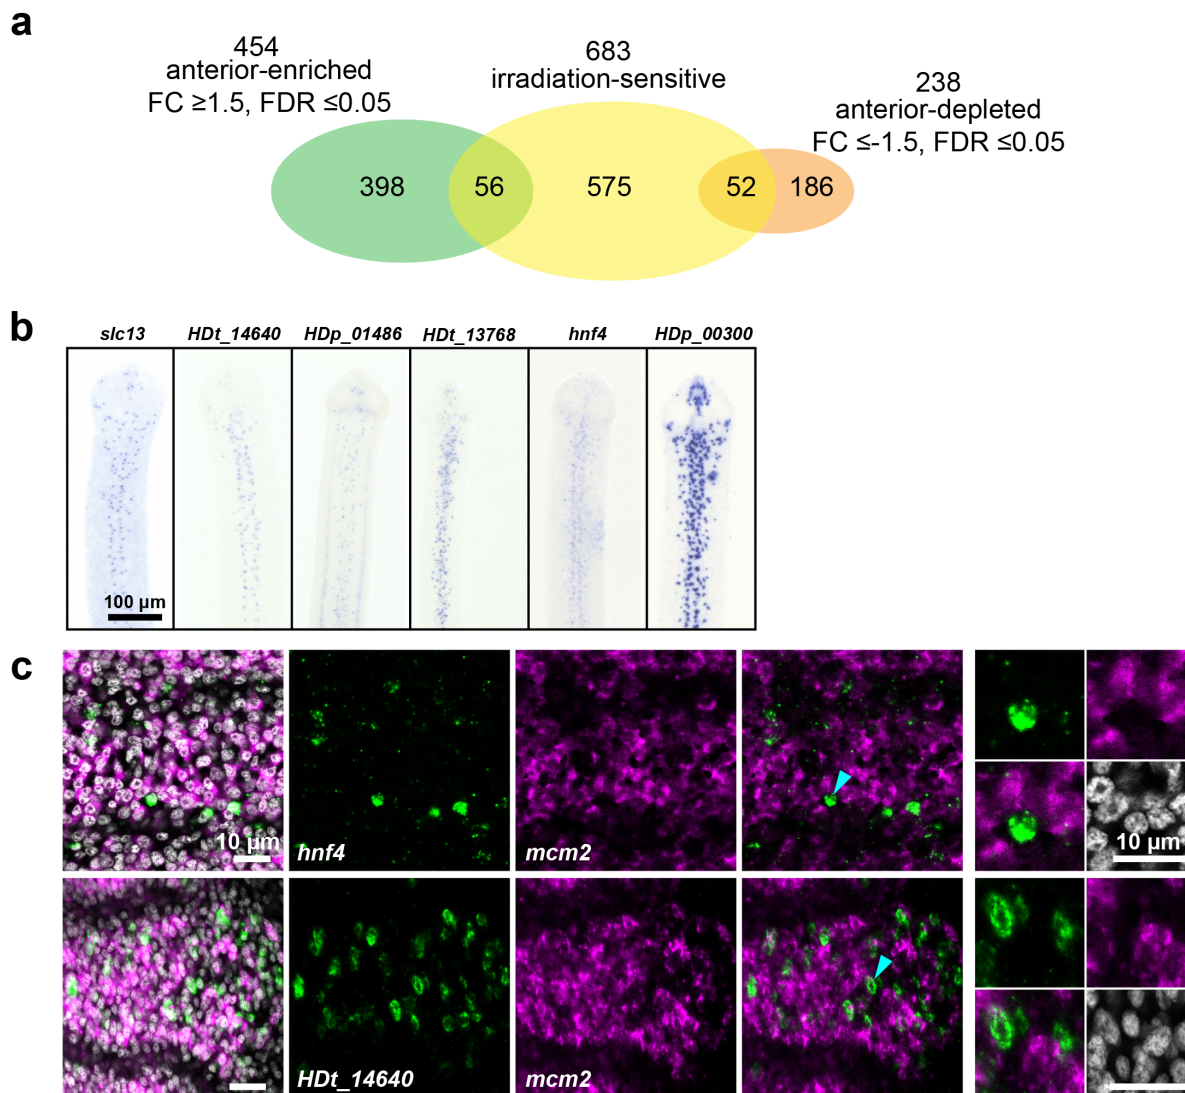 a
454
anterior-enriched
FC ≥1.5, FDR ≤0.05
683
irradiation-sensitive
238
anterior-depleted
FC ≤-1.5, FDR ≤0.05
398
56
575
52
186
b
slc13
HDt_14640
HDp_01486
HDt_13768
hnf4
HDp_00300
100 µm
c
10 µm
hnf4
mcm2
10 µm
HDt_14640
mcm2